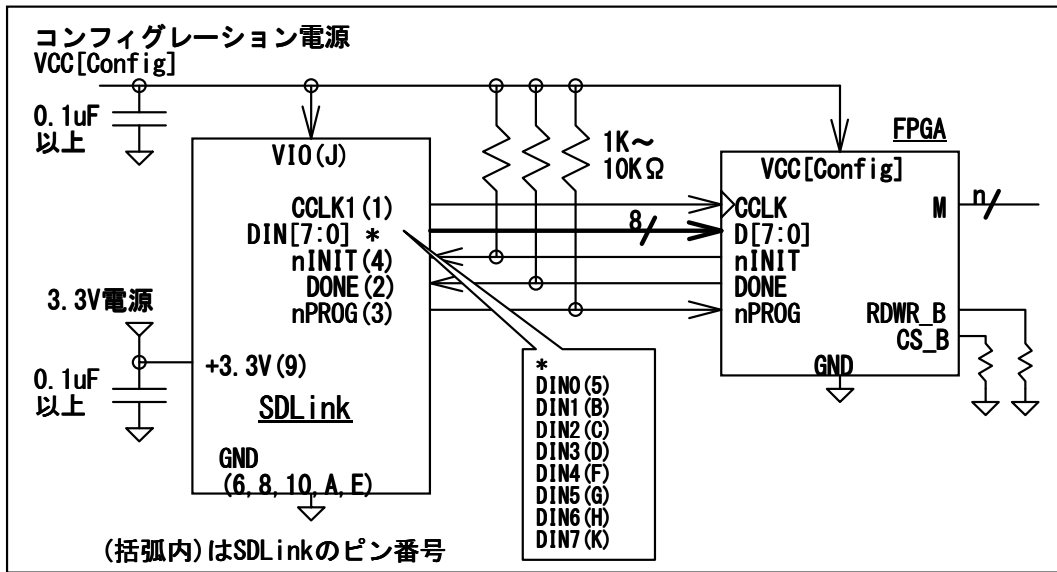 コンフィグレーション電源
VCC[Config]
0.1uF
以上
VIO(J)
CCLK1(1)
DIN[7:0] *
nINIT(4)
DONE(2)
nPROG(3)
3.3V電源
+3.3V(9)
0.1uF
以上
SDLink
GND
(6,8,10,A,E)
(括弧内)はSDLinkのピン番号
1K～
10KΩ
8
*
DIN0(5)
DIN1(B)
DIN2(C)
DIN3(D)
DIN4(F)
DIN5(G)
DIN6(H)
DIN7(K)
FPGA
VCC[Config]
CCLK
D[7:0]
nINIT
DONE
nPROG
M
n
RDWR_B
CS_B
GND